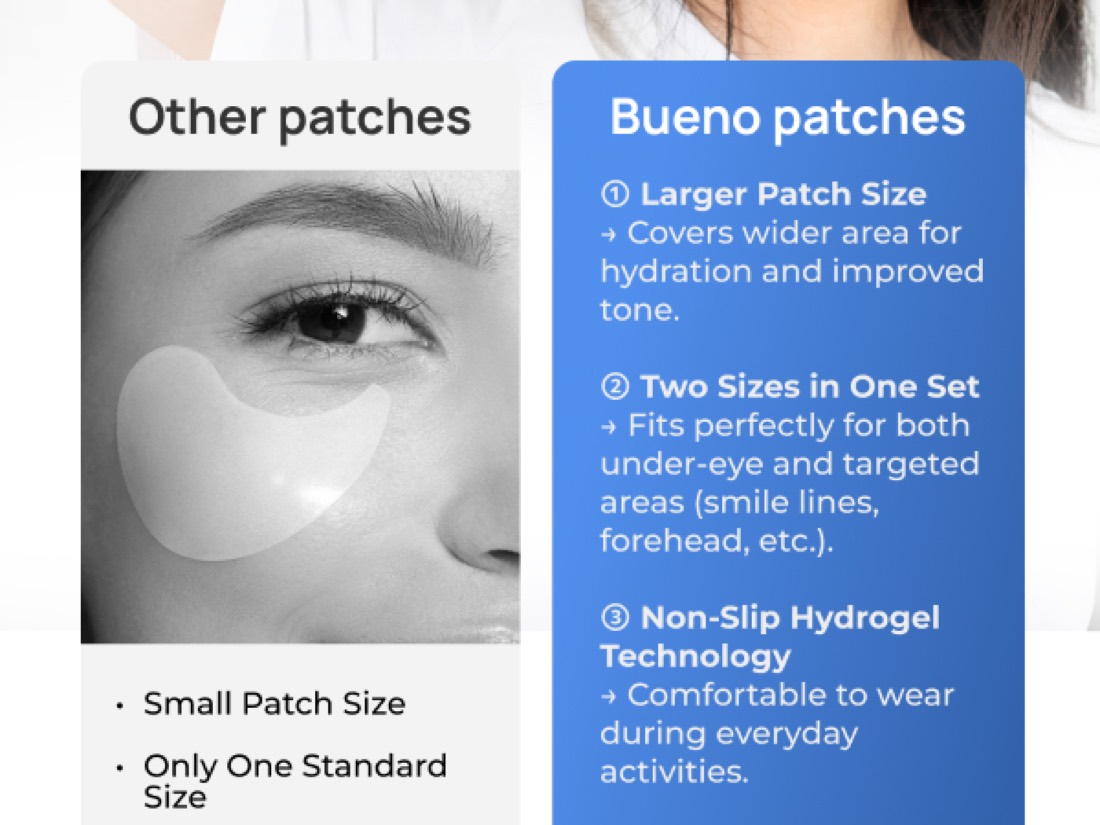 Other patches
• Small Patch Size
• Only One Standard
Size
Bueno patches
① Larger Patch Size
→ Covers wider area for
hydration and improved
tone.
② Two Sizes in One Set
→ Fits perfectly for both
under-eye and targeted
areas (smile lines,
forehead, etc.).
③ Non-Slip Hydrogel
Technology
→ Comfortable to wear
during everyday
activities.